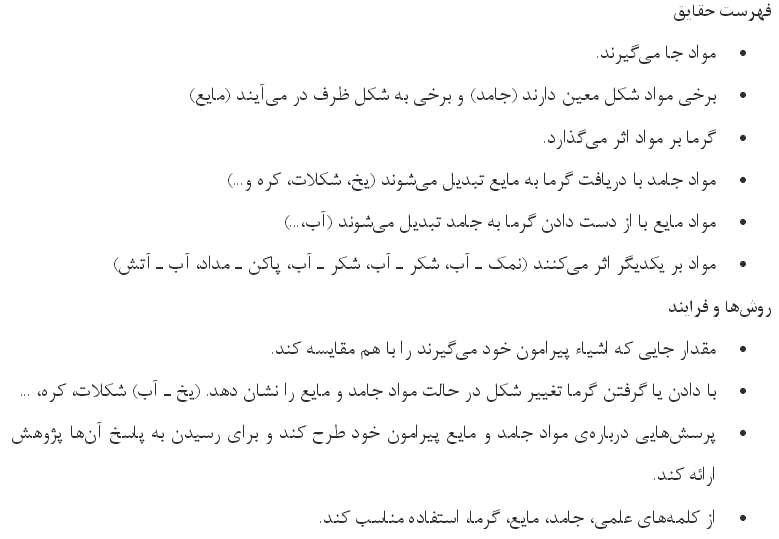 فهرست حقایق
• مواد جا می‌گیرند.
• برخی مواد شکل معین دارند (جامد) و برخی به شکل ظرف در می‌آیند (مایع)
• گرما بر مواد اثر می‌گذارد.
• مواد جامد با دریافت گرما به مایع تبدیل می‌شوند (یخ، شکلات، کره و...)
• مواد مایع با از دست دادن گرما به جامد تبدیل می‌شوند (آب،...)
• مواد بر یکدیگر اثر می‌کنند (نمک ـ آب، شکر ـ آب، شکر ـ آب، پاکن ـ مداد، آب ـ آتش)
روش‌ها و فرایند
• مقدار جایی که اشیاء پیرامون خود می‌گیرند را با هم مقایسه کند.
• با دادن یا گرفتن گرما تغییر شکل در حالت مواد جامد و مایع را نشان دهد. (یخ ـ آب) شکلات، کره، ...
• پرسش‌هایی درباره‌ی مواد جامد و مایع پیرامون خود طرح کند و برای رسیدن به پاسخ آن‌ها پژوهش
ارائه کند.
• از کلمه‌های علمی، جامد، مایع، گرما، استفاده مناسب کند.